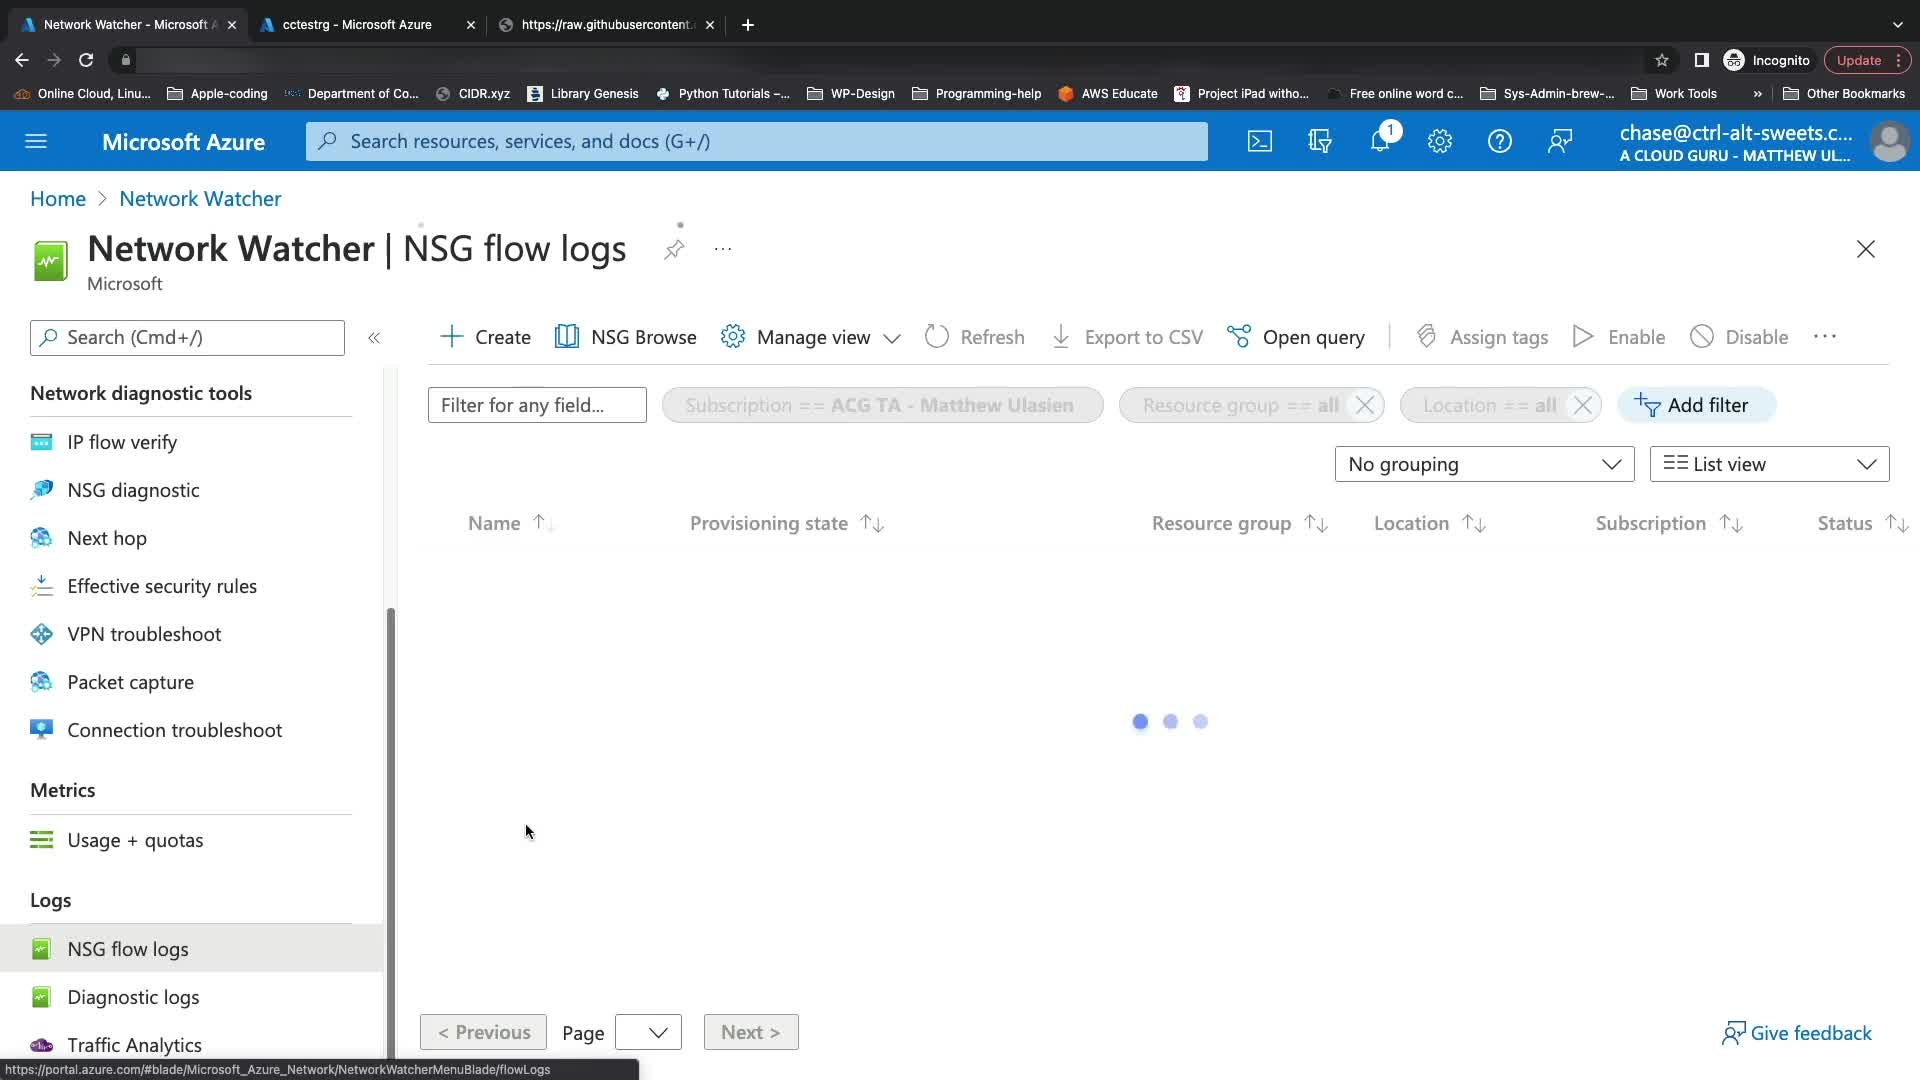 Network Watcher - Microsoft A
cctestrg - Microsoft Azure
https://raw.githubusercontent.
Incognito
Update
Online Cloud, Linu...
Apple-coding
Department of Co...
CIDR.xyz
Library Genesis
Python Tutorials –...
WP-Design
Programming-help
AWS Educate
Project iPad witho...
Free online word c...
Sys-Admin-brew-...
Work Tools
»
Other Bookmarks
Microsoft Azure
Search resources, services, and docs (G+/)
1
chase@ctrl-alt-sweets.c...
A CLOUD GURU - MATTHEW UL...
Home > Network Watcher
Network Watcher | NSG flow logs
...
Microsoft
Search (Cmd+/)
«
Create
NSG Browse
Manage view
Refresh
Export to CSV
Open query
Assign tags
Enable
Disable
...
Network diagnostic tools
IP flow verify
NSG diagnostic
Next hop
Effective security rules
VPN troubleshoot
Packet capture
Connection troubleshoot
Metrics
Usage + quotas
Logs
NSG flow logs
Diagnostic logs
Traffic Analytics
Filter for any field...
Subscription == ACG TA - Matthew Ulasien
Resource group == all
Location == all
Add filter
No grouping
List view
Name
Provisioning state
Resource group
Location
Subscription
Status
< Previous
Page
Next >
Give feedback
https://portal.azure.com/#blade/Microsoft_Azure_Network/NetworkWatcherMenuBlade/flowLogs